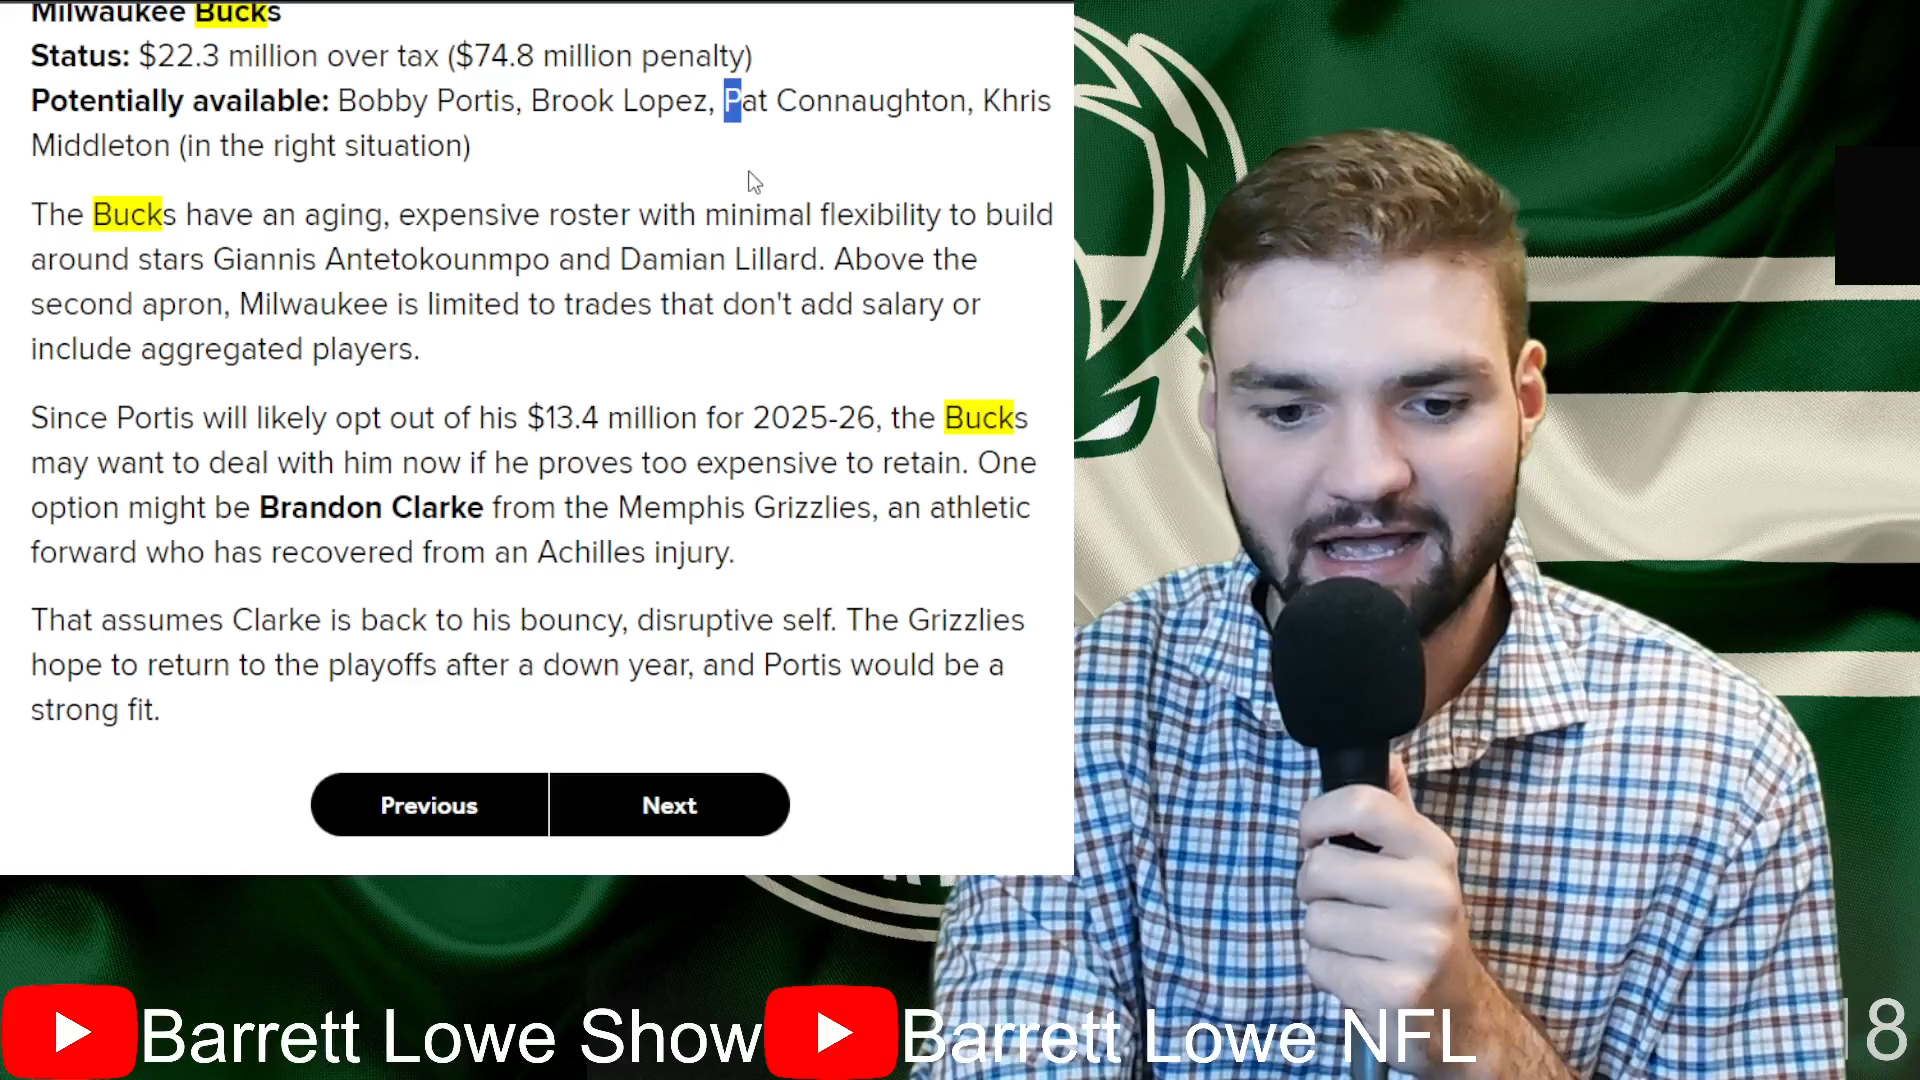 Milwaukee Bucks
Status: $22.3 million over tax ($74.8 million penalty)
Potentially available: Bobby Portis, Brook Lopez, Pat Connaughton, Khris
Middleton (in the right situation)
The Bucks have an aging, expensive roster with minimal flexibility to build
around stars Giannis Antetokounmpo and Damian Lillard. Above the
second apron, Milwaukee is limited to trades that don't add salary or
include aggregated players.
Since Portis will likely opt out of his $13.4 million for 2025-26, the Bucks
may want to deal with him now if he proves too expensive to retain. One
option might be Brandon Clarke from the Memphis Grizzlies, an athletic
forward who has recovered from an Achilles injury.
That assumes Clarke is back to his bouncy, disruptive self. The Grizzlies
hope to return to the playoffs after a down year, and Portis would be a
strong fit.
Previous Next
Barrett Lowe Show Barrett Lowe NFL
8